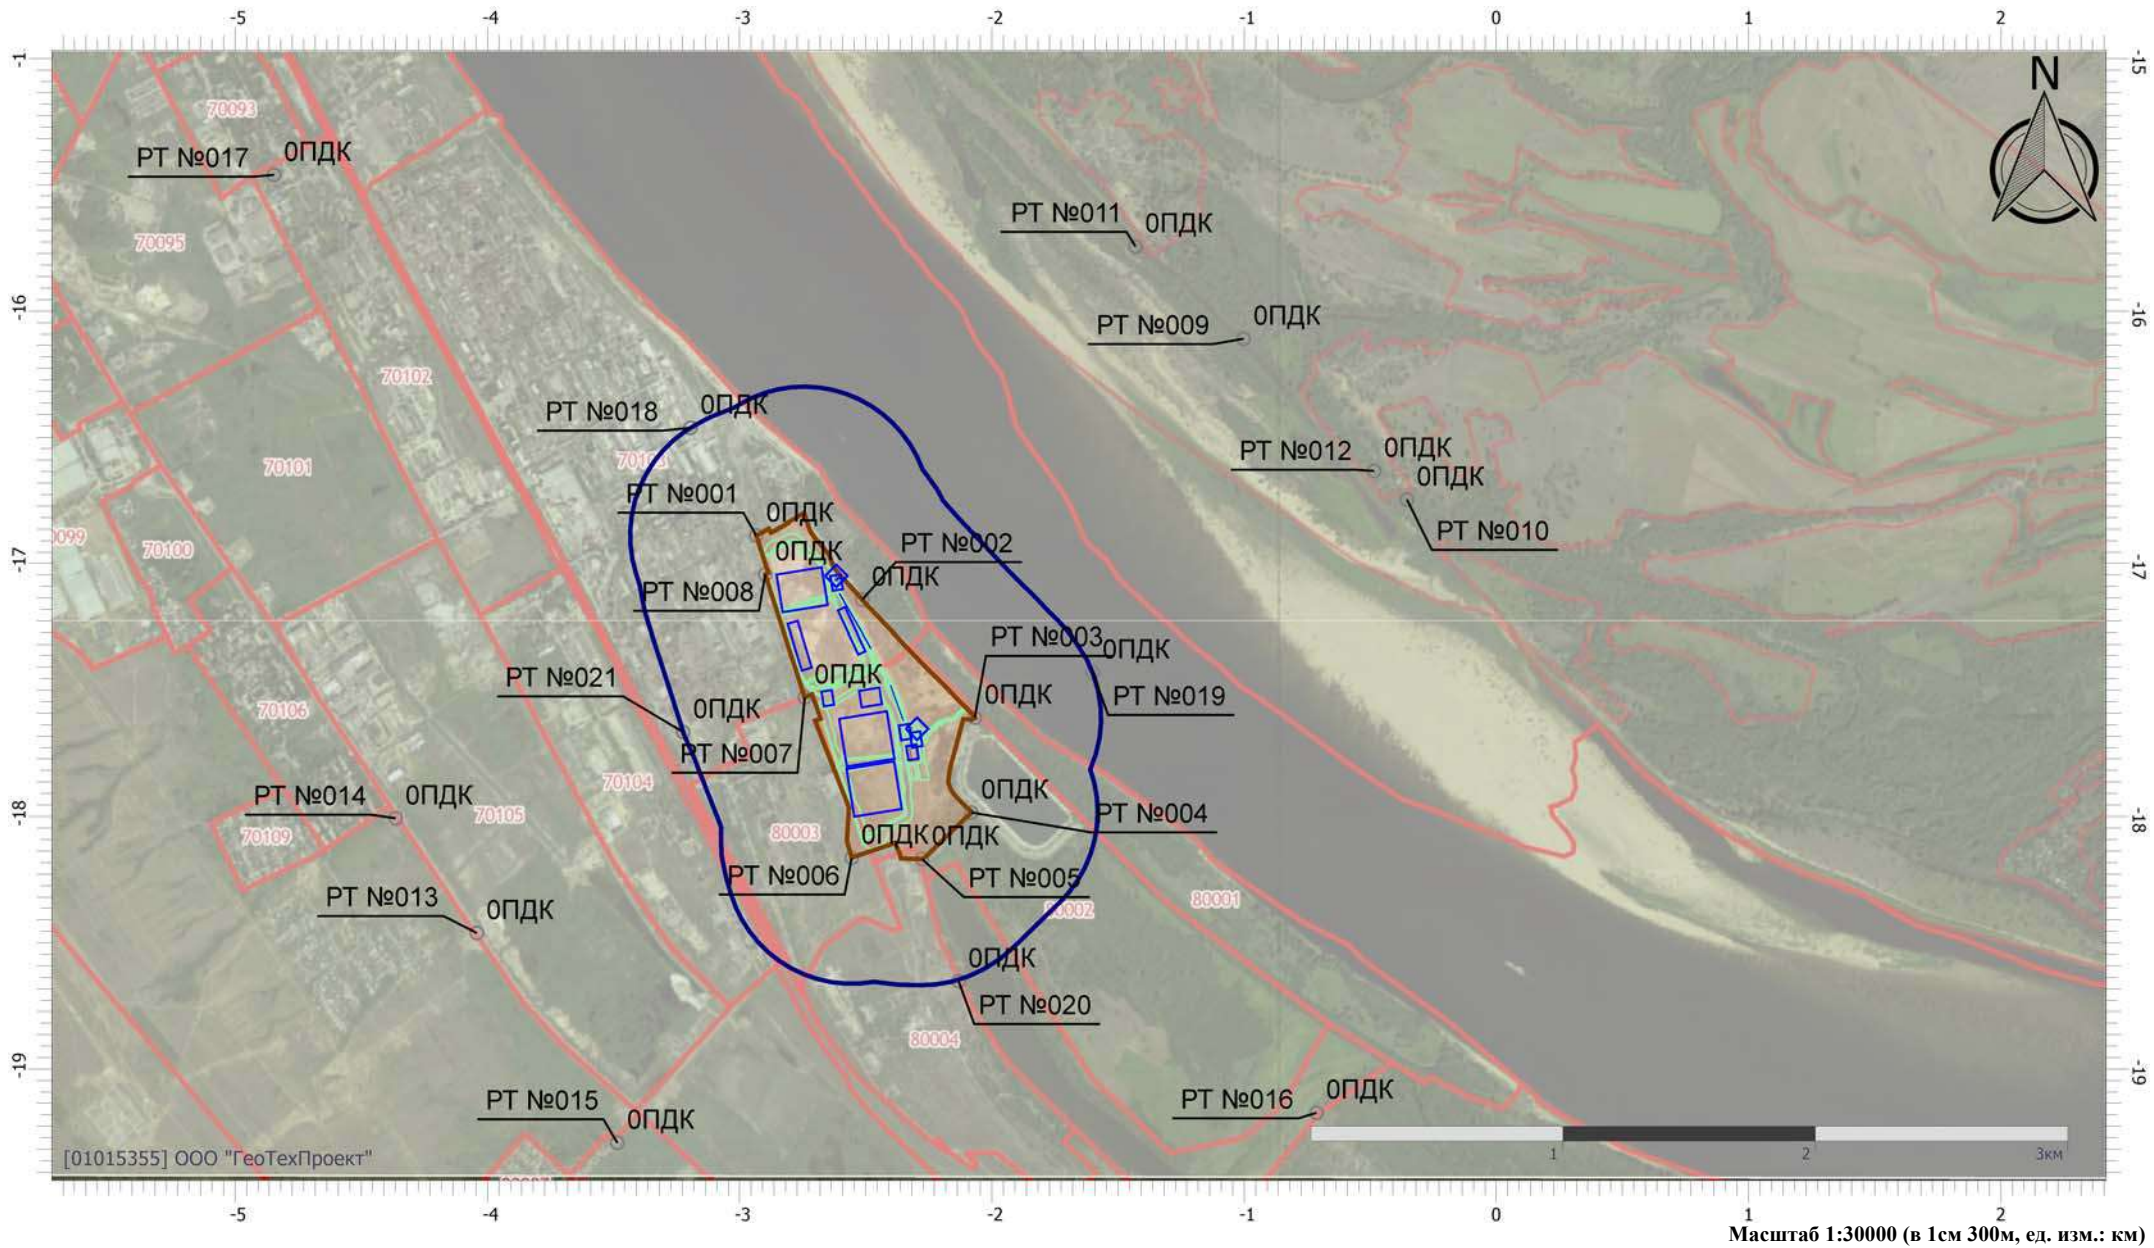 -5 -4 -3 -2 -1 0 1 2
-1
-15
N
70093
РТ №017 0ПДК
70095
РТ №011 0ПДК
-16
-16
РТ №009 0ПДК
70102
РТ №018 0ПДК
70101
РТ №012 0ПДК
0ПДК
РТ №010
РТ №001 0ПДК
70100
-17
-17
0ПДК
РТ №002
0ПДК
РТ №008
РТ №003
0ПДК
0ПДК
РТ №021
0ПДК
0ПДК
РТ №019
70106
РТ №007
70104
РТ №014 0ПДК
70105
0ПДК
РТ №004
-18
-18
70109
80003
0ПДК
0ПДК
РТ №006
РТ №005
РТ №013 0ПДК
80002
80001
0ПДК
РТ №020
80004
-19
-19
РТ №015 0ПДК
РТ №016 0ПДК
1 2 3км
[01015355] ООО "ГеоТехПроект"
-5 -4 -3 -2 -1 0 1 2
Масштаб 1:30000 (в 1см 300м, ед. изм.: км)